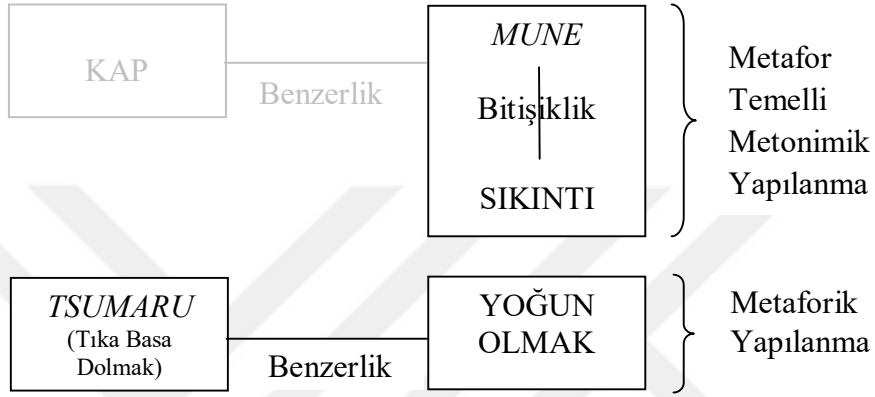 KAP
Benzerlik
MUNE
Bitişiklik
SIKINTI
Metafor
Temelli
Metonimik
Yapılanma
TSUMARU
(Tıka Basa
Dolmak)
Benzerlik
YOĞUN
OLMAK
Metaforik
Yapılanma